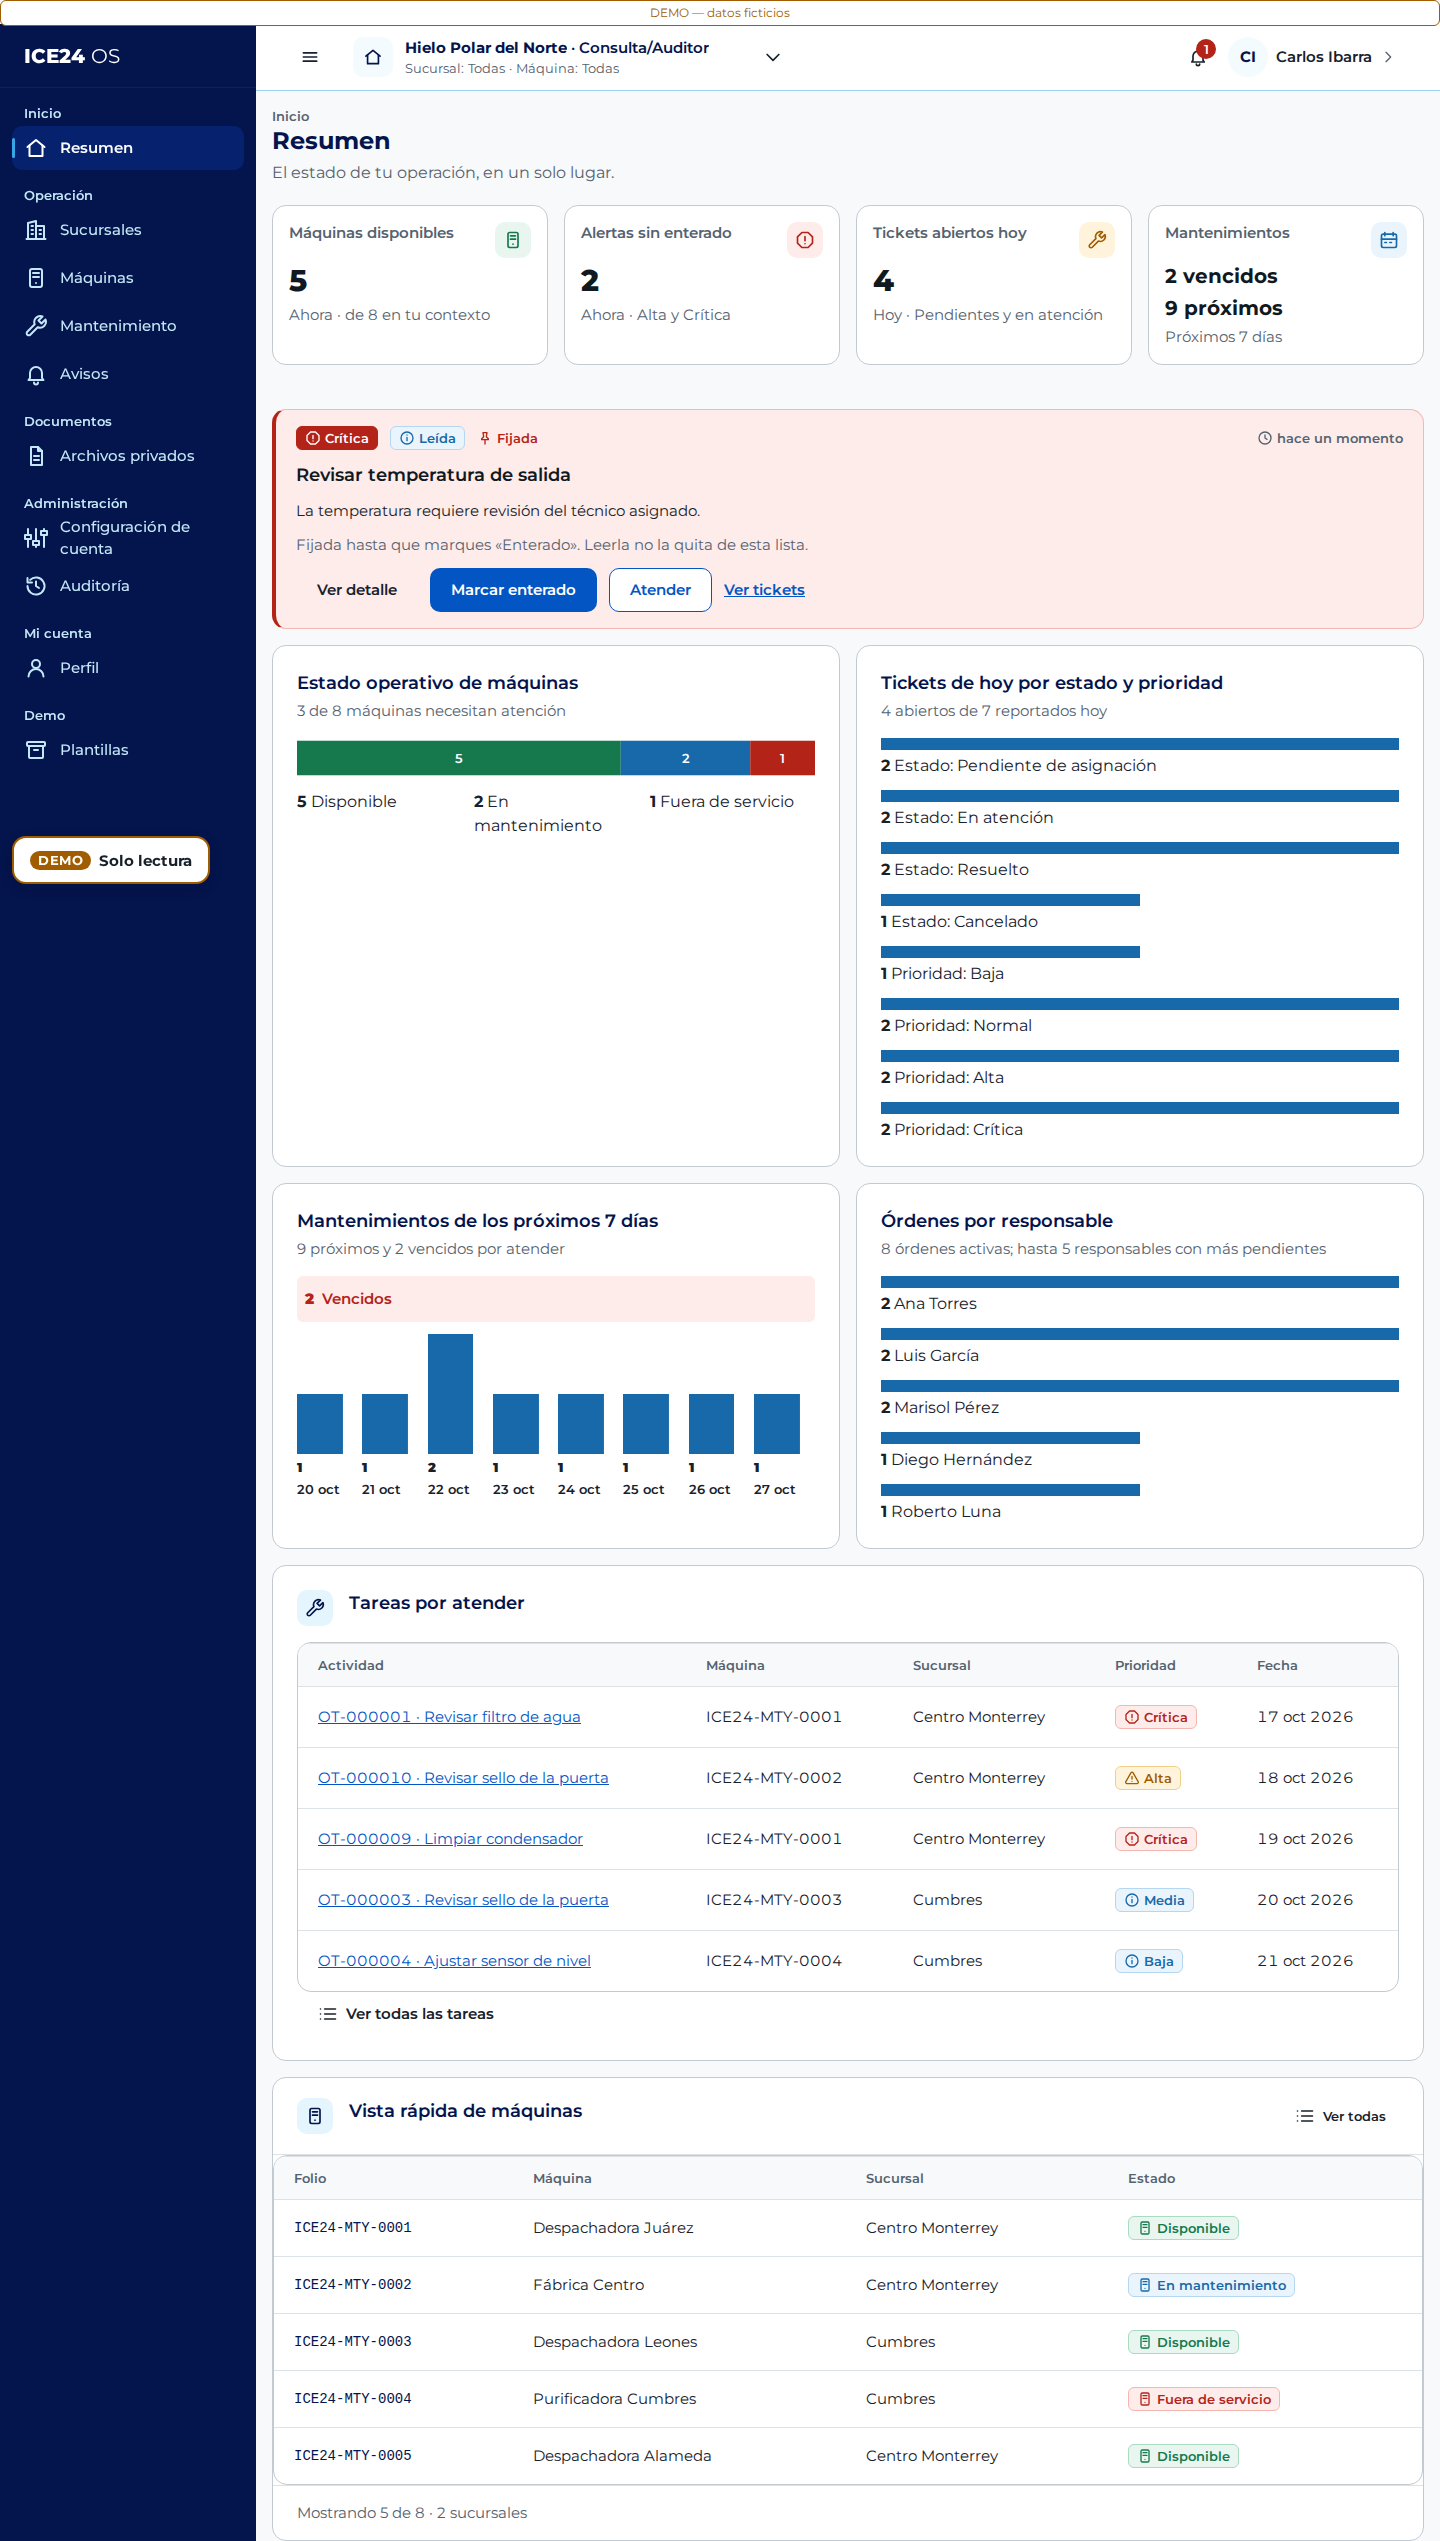 DEMO — datos ficticios
ICE24 OS
Inicio
Resumen
Operación
Sucursales
Máquinas
Mantenimiento
Avisos
Documentos
Archivos privados
Administración
Configuración de
cuenta
Auditoría
Mi cuenta
Perfil
Demo
Plantillas
DEMO Solo lectura
Hielo Polar del Norte · Consulta/Auditor
Sucursal: Todas · Máquina: Todas
1
CI Carlos Ibarra
Inicio
Resumen
El estado de tu operación, en un solo lugar.
Máquinas disponibles
5
Ahora · de 8 en tu contexto
Alertas sin enterado
2
Ahora · Alta y Crítica
Tickets abiertos hoy
4
Hoy · Pendientes y en atención
Mantenimientos
2 vencidos
9 próximos
Próximos 7 días
Crítica Leída Fijada hace un momento
Revisar temperatura de salida
La temperatura requiere revisión del técnico asignado.
Fijada hasta que marques «Enterado». Leerla no la quita de esta lista.
Ver detalle Marcar enterado Atender Ver tickets
Estado operativo de máquinas
3 de 8 máquinas necesitan atención
5 2 1
5 Disponible 2 En mantenimiento 1 Fuera de servicio
Tickets de hoy por estado y prioridad
4 abiertos de 7 reportados hoy
2 Estado: Pendiente de asignación
2 Estado: En atención
2 Estado: Resuelto
1 Estado: Cancelado
1 Prioridad: Baja
2 Prioridad: Normal
2 Prioridad: Alta
2 Prioridad: Crítica
Mantenimientos de los próximos 7 días
9 próximos y 2 vencidos por atender
2 Vencidos
1 1 2 1 1 1 1 1
20 oct 21 oct 22 oct 23 oct 24 oct 25 oct 26 oct 27 oct
Órdenes por responsable
8 órdenes activas; hasta 5 responsables con más pendientes
2 Ana Torres
2 Luis García
2 Marisol Pérez
1 Diego Hernández
1 Roberto Luna
Tareas por atender
Actividad Máquina Sucursal Prioridad Fecha
OT-000001 · Revisar filtro de agua ICE24-MTY-0001 Centro Monterrey Crítica 17 oct 2026
OT-000010 · Revisar sello de la puerta ICE24-MTY-0002 Centro Monterrey Alta 18 oct 2026
OT-000009 · Limpiar condensador ICE24-MTY-0001 Centro Monterrey Crítica 19 oct 2026
OT-000003 · Revisar sello de la puerta ICE24-MTY-0003 Cumbres Media 20 oct 2026
OT-000004 · Ajustar sensor de nivel ICE24-MTY-0004 Cumbres Baja 21 oct 2026
Ver todas las tareas
Vista rápida de máquinas Ver todas
Folio Máquina Sucursal Estado
ICE24-MTY-0001 Despachadora Juárez Centro Monterrey Disponible
ICE24-MTY-0002 Fábrica Centro Centro Monterrey En mantenimiento
ICE24-MTY-0003 Despachadora Leones Cumbres Disponible
ICE24-MTY-0004 Purificadora Cumbres Cumbres Fuera de servicio
ICE24-MTY-0005 Despachadora Alameda Centro Monterrey Disponible
Mostrando 5 de 8 · 2 sucursales